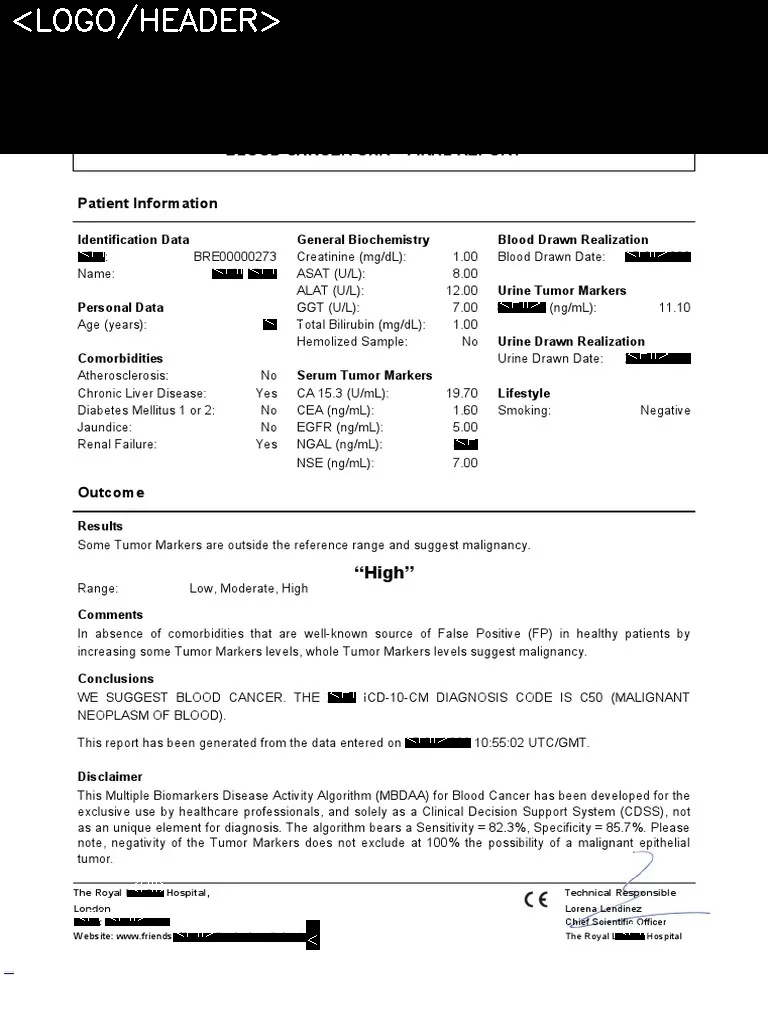 <LOGO/HEADER>
Patient Information
Identification Data
: BRE00000273
Name:
Personal Data
Age (years):
Comorbidities
Atherosclerosis: No
Chronic Liver Disease: Yes
Diabetes Mellitus 1 or 2: No
Jaundice: No
Renal Failure: Yes
General Biochemistry
Creatinine (mg/dL): 1.00
ASAT (U/L): 8.00
ALAT (U/L): 12.00
GGT (U/L): 7.00
Total Bilirubin (mg/dL): 1.00
Hemolized Sample: No
Serum Tumor Markers
CA 15.3 (U/mL): 19.70
CEA (ng/mL): 1.60
EGFR (ng/mL): 5.00
NGAL (ng/mL):
NSE (ng/mL): 7.00
Blood Drawn Realization
Blood Drawn Date:
Urine Tumor Markers
(ng/mL): 11.10
Urine Drawn Realization
Urine Drawn Date:
Lifestyle
Smoking: Negative
Outcome
Results
Some Tumor Markers are outside the reference range and suggest malignancy.
“High”
Range: Low, Moderate, High
Comments
In absence of comorbidities that are well-known source of False Positive (FP) in healthy patients by
increasing some Tumor Markers levels, whole Tumor Markers levels suggest malignancy.
Conclusions
WE SUGGEST BLOOD CANCER. THE iCD-10-CM DIAGNOSIS CODE IS C50 (MALIGNANT
NEOPLASM OF BLOOD).
This report has been generated from the data entered on 10:55:02 UTC/GMT.
Disclaimer
This Multiple Biomarkers Disease Activity Algorithm (MBDAA) for Blood Cancer has been developed for the
exclusive use by healthcare professionals, and solely as a Clinical Decision Support System (CDSS), not
as an unique element for diagnosis. The algorithm bears a Sensitivity = 82.3%, Specificity = 85.7%. Please
note, negativity of the Tumor Markers does not exclude at 100% the possibility of a malignant epithelial
tumor.
The Royal Hospital,
London
Website: www.friends
CE
Technical Responsible
Lorena Lendinez
Chief Scientific Officer
The Royal Hospital